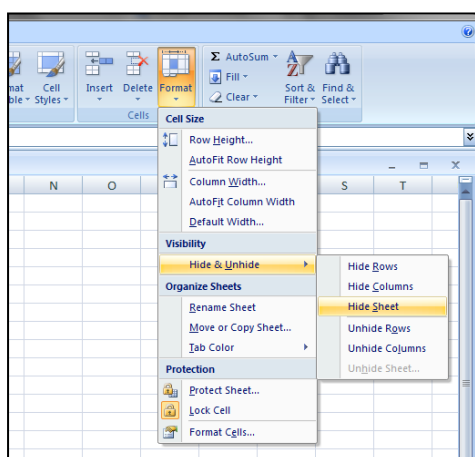 Σ AutoSum
Fill
Clear
mat
ble
Cell
Styles
Insert
Delete
Format
Sort &
Filter
Find &
Select
Cells
Cell Size
Row Height...
AutoFit Row Height
Column Width...
AutoFit Column Width
Default Width...
Visibility
Hide & Unhide
Organize Sheets
Rename Sheet
Move or Copy Sheet...
Tab Color
Protection
Protect Sheet...
Lock Cell
Format Cells...
Hide Rows
Hide Columns
Hide Sheet
Unhide Rows
Unhide Columns
Unhide Sheet...
N
O
S
T